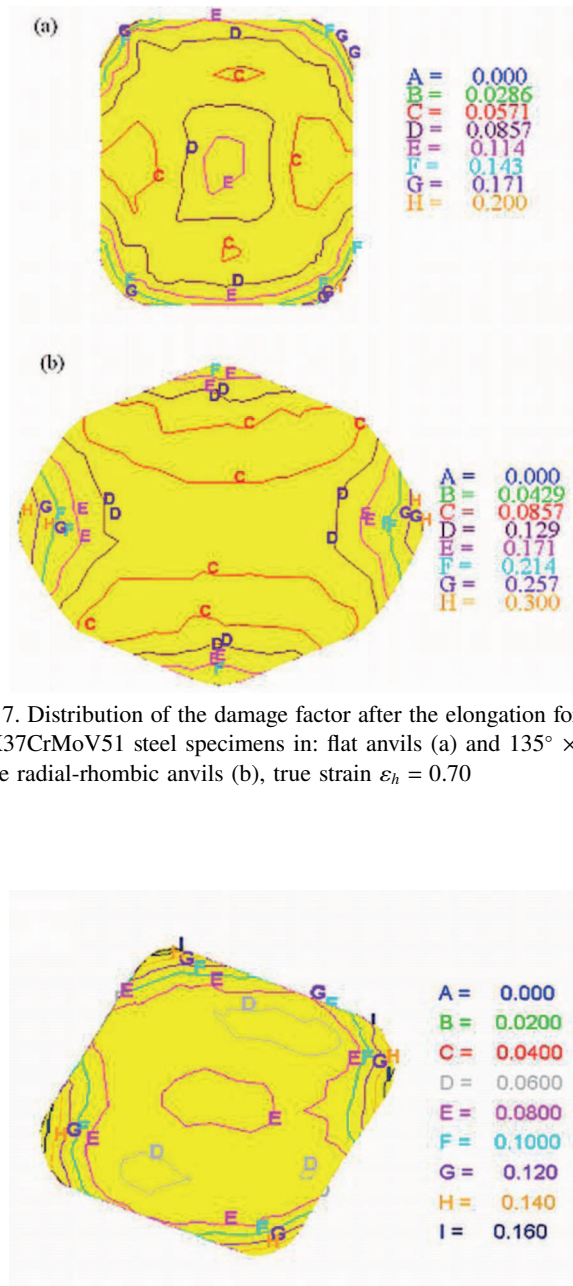 (a)
E
G D F G G
C
D C C E
C
F D F
G E G H
A = 0.000
B = 0.0286
C = 0.0571
D = 0.0857
E = 0.114
F = 0.143
G = 0.171
H = 0.200
(b)
F E
E D D
C C
C
H G F E D D
H G F E
D E E F F G G H H
D
C
C C
D D
E E
F
A = 0.000
B = 0.0429
C = 0.0857
D = 0.129
E = 0.171
F = 0.214
G = 0.257
H = 0.300
7. Distribution of the damage factor after the elongation fo
X37CrMoV51 steel specimens in: flat anvils (a) and 135° ×
e radial-rhombic anvils (b), true strain εh = 0.70
I
H G F E
E D G F
I
E F G H
I
E
I H G F E
D D
E F G
H
A = 0.000
B = 0.0200
C = 0.0400
D = 0.0600
E = 0.0800
F = 0.1000
G = 0.120
H = 0.140
I = 0.160